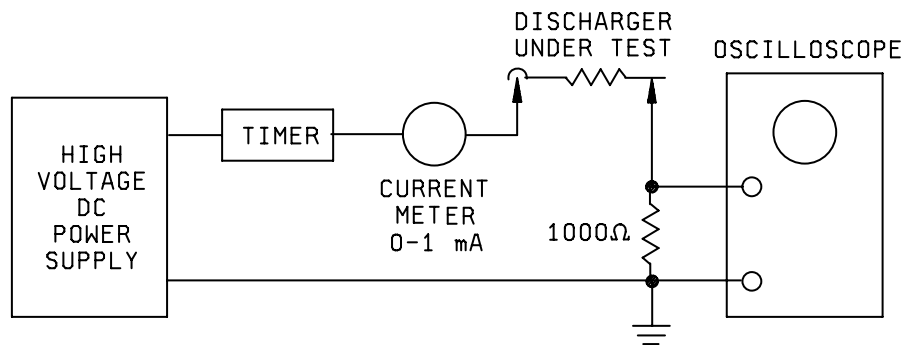 DISCHARGER
UNDER TEST
OSCILLOSCOPE
HIGH
VOLTAGE
DC
POWER
SUPPLY
TIMER
CURRENT
METER
0-1 mA
1000Ω